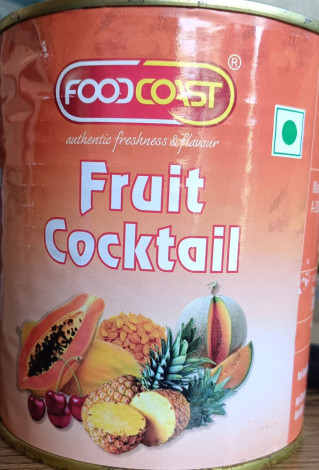 FOODCOAST ®
authentic freshness & flavour
Fruit
Cocktail